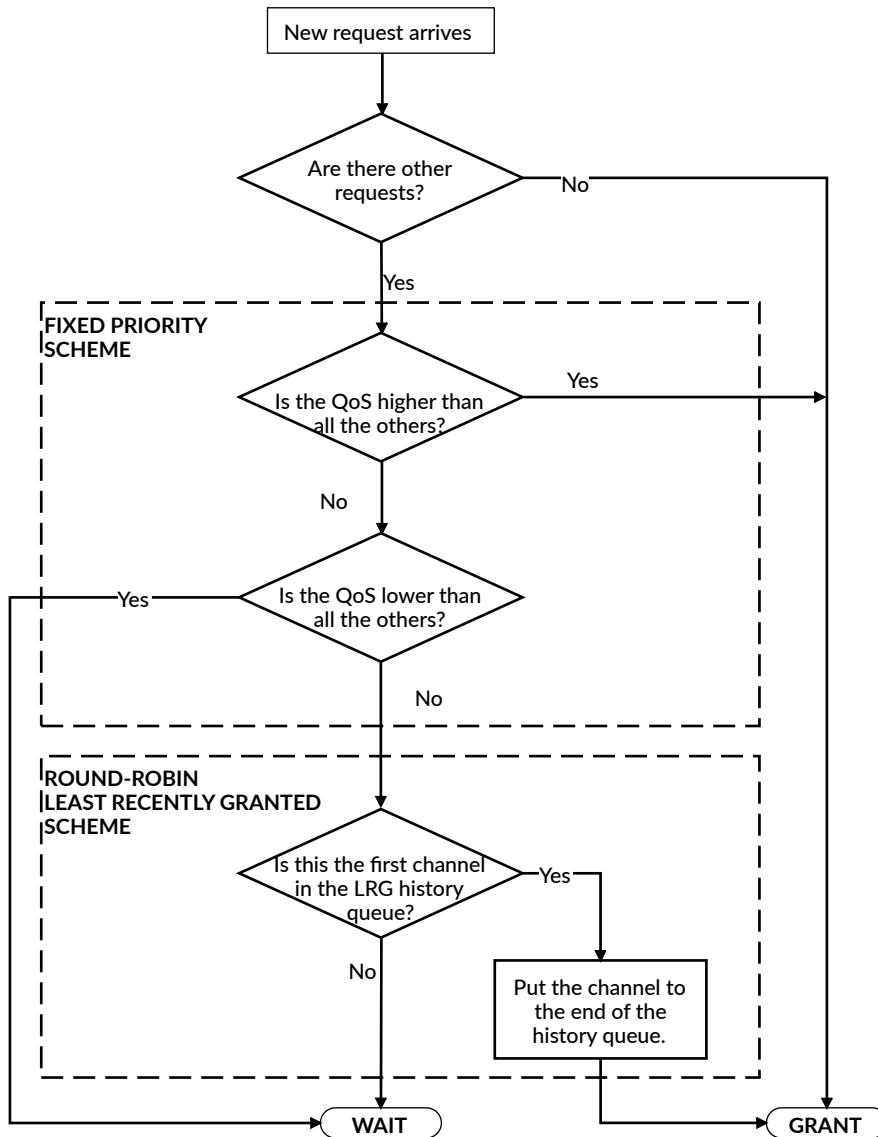 New request arrives
Are there other
requests?
No
Yes
FIXED PRIORITY
SCHEME
Yes
Is the QoS higher than
all the others?
No
Is the QoS lower than
all the others?
Yes
No
ROUND-ROBIN
LEAST RECENTLY GRANTED
SCHEME
Is this the first channel
in the LRG history
queue?
Yes
No
Put the channel to
the end of the
history queue.
WAIT
GRANT